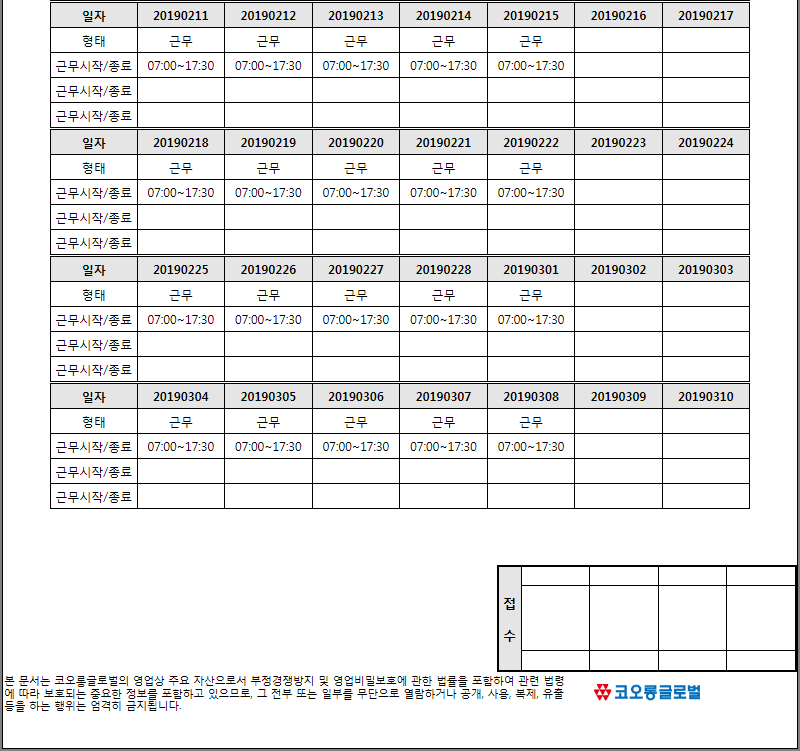 일자 20190211 20190212 20190213 20190214 20190215 20190216 20190217
형태 근무 근무 근무 근무 근무
근무시작/종료 07:00~17:30 07:00~17:30 07:00~17:30 07:00~17:30 07:00~17:30
근무시작/종료
근무시작/종료
일자 20190218 20190219 20190220 20190221 20190222 20190223 20190224
형태 근무 근무 근무 근무 근무
근무시작/종료 07:00~17:30 07:00~17:30 07:00~17:30 07:00~17:30 07:00~17:30
근무시작/종료
근무시작/종료
일자 20190225 20190226 20190227 20190228 20190301 20190302 20190303
형태 근무 근무 근무 근무 근무
근무시작/종료 07:00~17:30 07:00~17:30 07:00~17:30 07:00~17:30 07:00~17:30
근무시작/종료
근무시작/종료
일자 20190304 20190305 20190306 20190307 20190308 20190309 20190310
형태 근무 근무 근무 근무 근무
근무시작/종료 07:00~17:30 07:00~17:30 07:00~17:30 07:00~17:30 07:00~17:30
근무시작/종료
근무시작/종료
접
수
본 문서는 코오롱글로벌의 영업상 주요 자산으로서 부정경쟁방지 및 영업비밀보호에 관한 법률을 포함하여 관련 법령
에 따라 보호되는 중요한 정보를 포함하고 있으므로, 그 전부 또는 일부를 무단으로 열람하거나 공개, 사용, 복제, 유출
등을 하는 행위는 엄격히 금지됩니다.
코오롱글로벌